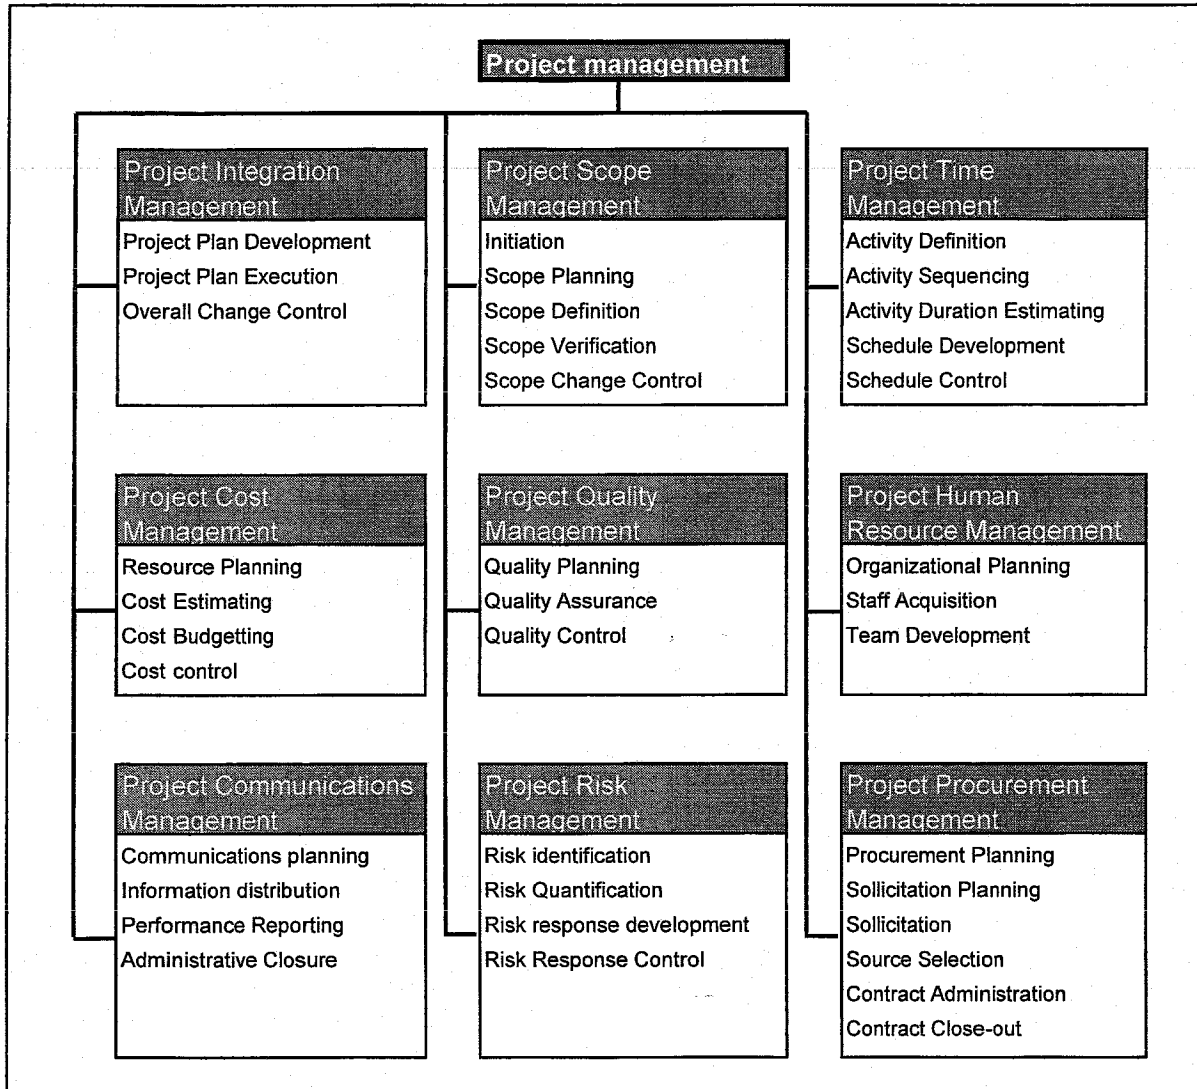 Project management
Project Integration
Management
Project Plan Development
Project Plan Execution
Overall Change Control
Project Scope
Management
Initiation
Scope Planning
Scope Definition
Scope Verification
Scope Change Control
Project Time
Management
Activity Definition
Activity Sequencing
Activity Duration Estimating
Schedule Development
Schedule Control
Project Cost
Management
Resource Planning
Cost Estimating
Cost Budgetting
Cost control
Project Quality
Management
Quality Planning
Quality Assurance
Quality Control
Project Human
Resource Management
Organizational Planning
Staff Acquisition
Team Development
Project Communications
Management
Communications planning
Information distribution
Performance Reporting
Administrative Closure
Project Risk
Management
Risk identification
Risk Quantification
Risk response development
Risk Response Control
Project Procurement
Management
Procurement Planning
Sollicitation Planning
Sollicitation
Source Selection
Contract Administration
Contract Close-out